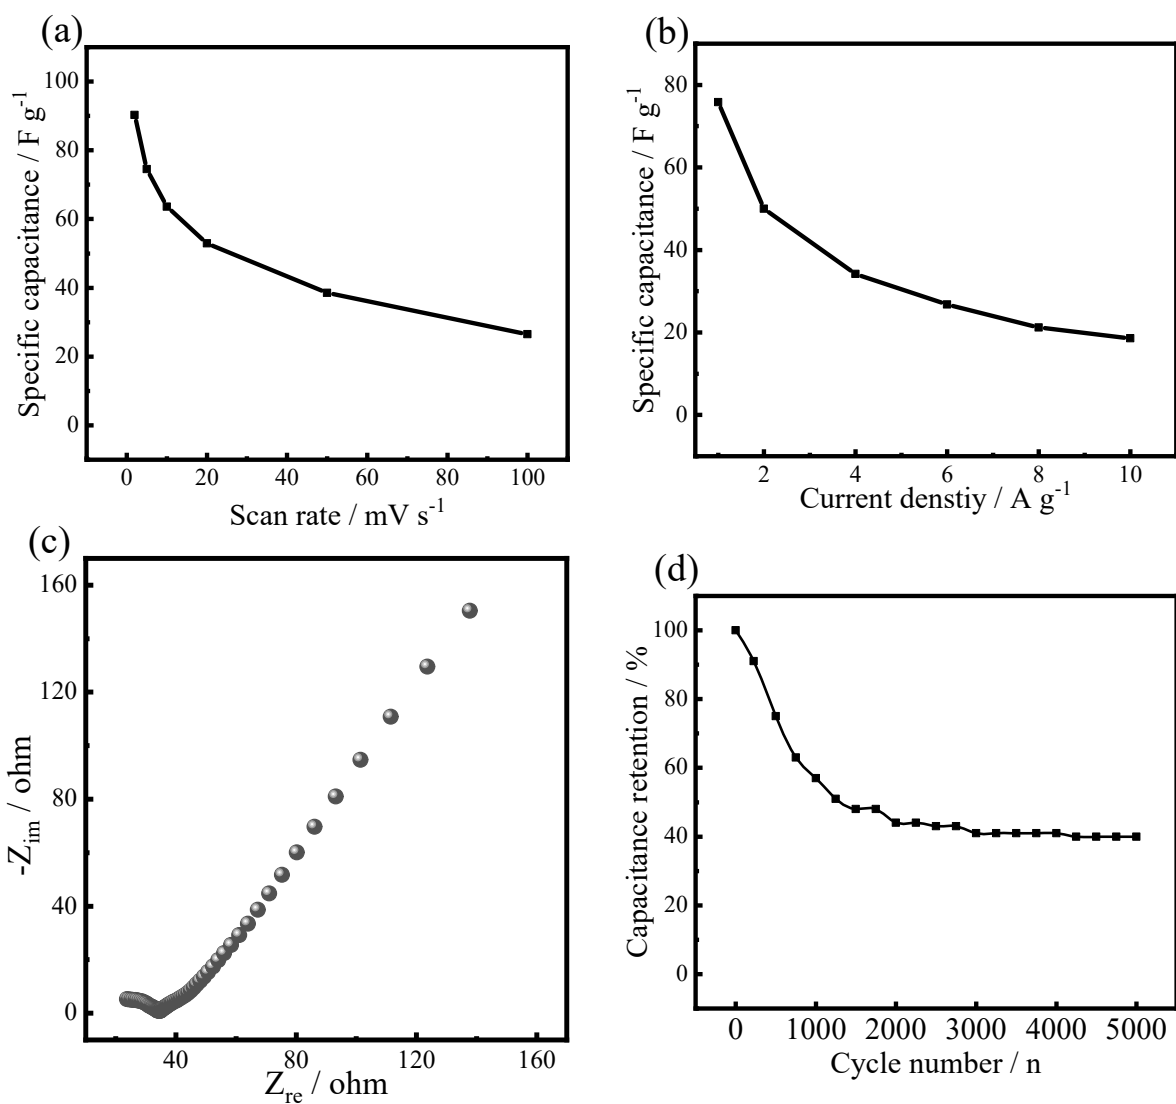 (a)
Specific capacitance / F g⁻¹
100
80
60
40
20
0
0 20 40 60 80 100
Scan rate / mV s⁻¹
(b)
Specific capacitance / F g⁻¹
80
60
40
20
0
2 4 6 8 10
Current denstiy / A g⁻¹
(c)
-Z_im / ohm
160
120
80
40
0
40 80 120 160
Z_re / ohm
(d)
Capacitance retention / %
100
80
60
40
20
0
0 1000 2000 3000 4000 5000
Cycle number / n